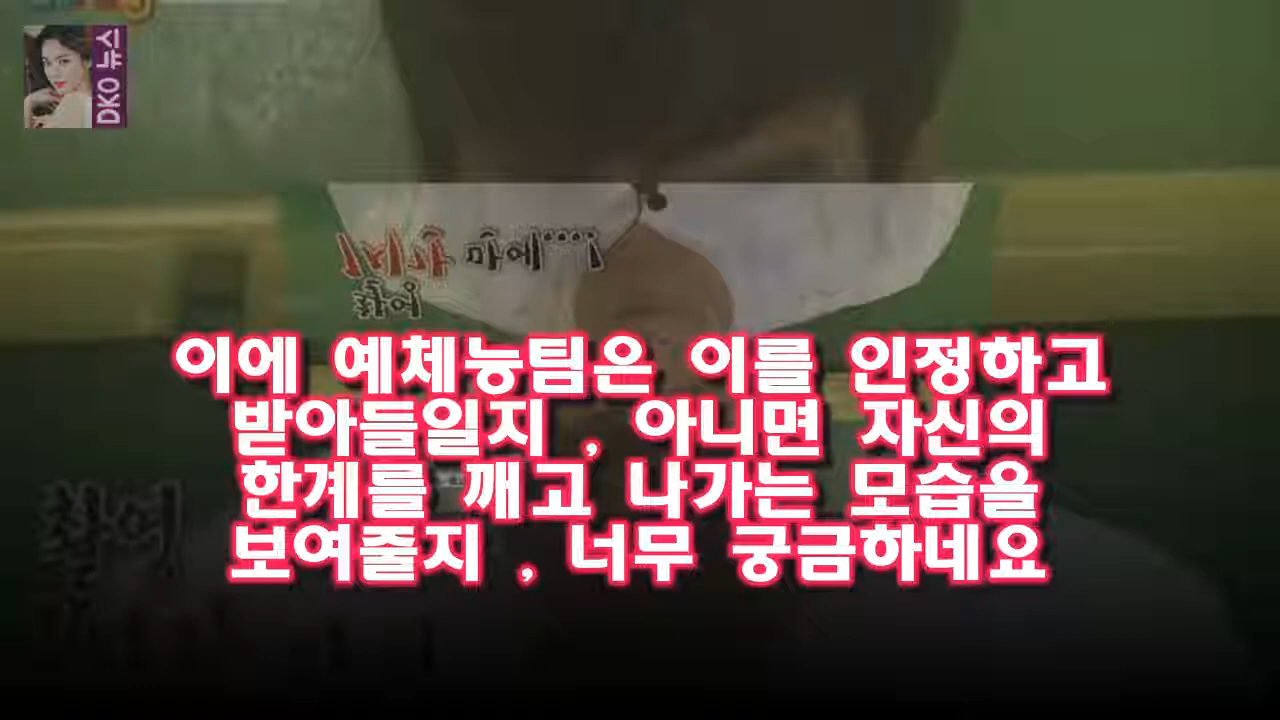 DKO 뉴스
이에 예체능팀은 이를 인정하고
받아들일지 , 아니면 자신의
한계를 깨고 나가는 모습을
보여줄지 , 너무 궁금하네요